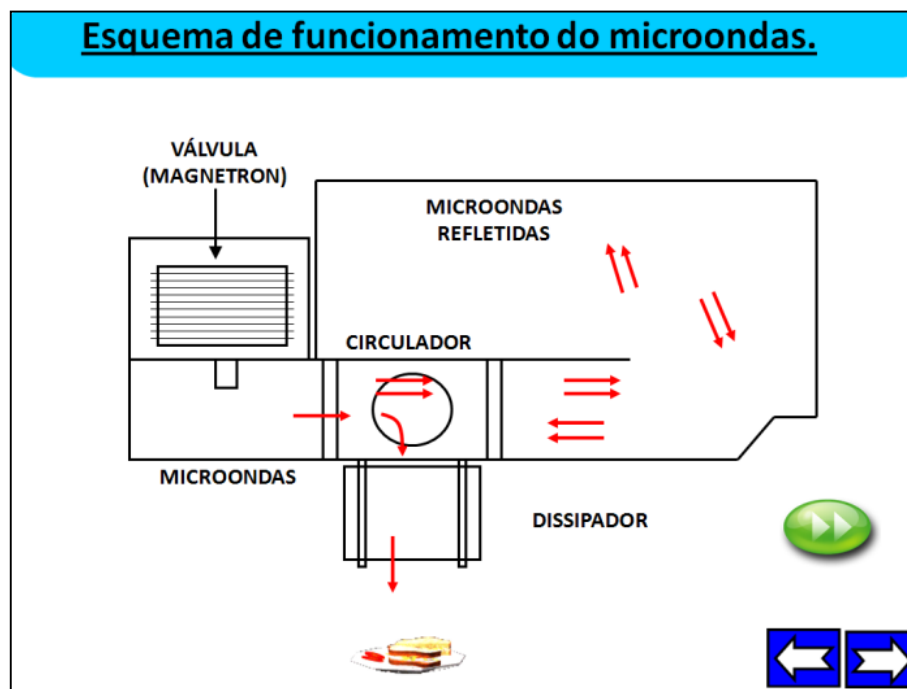 Esquema de funcionamento do microondas.
VÁLVULA
(MAGNETRON)
MICROONDAS
REFLETIDAS
CIRCULADOR
MICROONDAS
DISSIPADOR